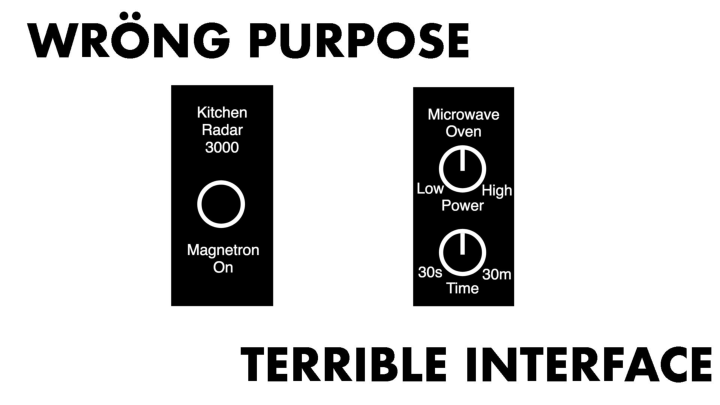 WRÖNG PURPOSE
Kitchen
Radar
3000
Magnetron
On
Microwave
Oven
Low High
Power
30s 30m
Time
TERRIBLE INTERFACE